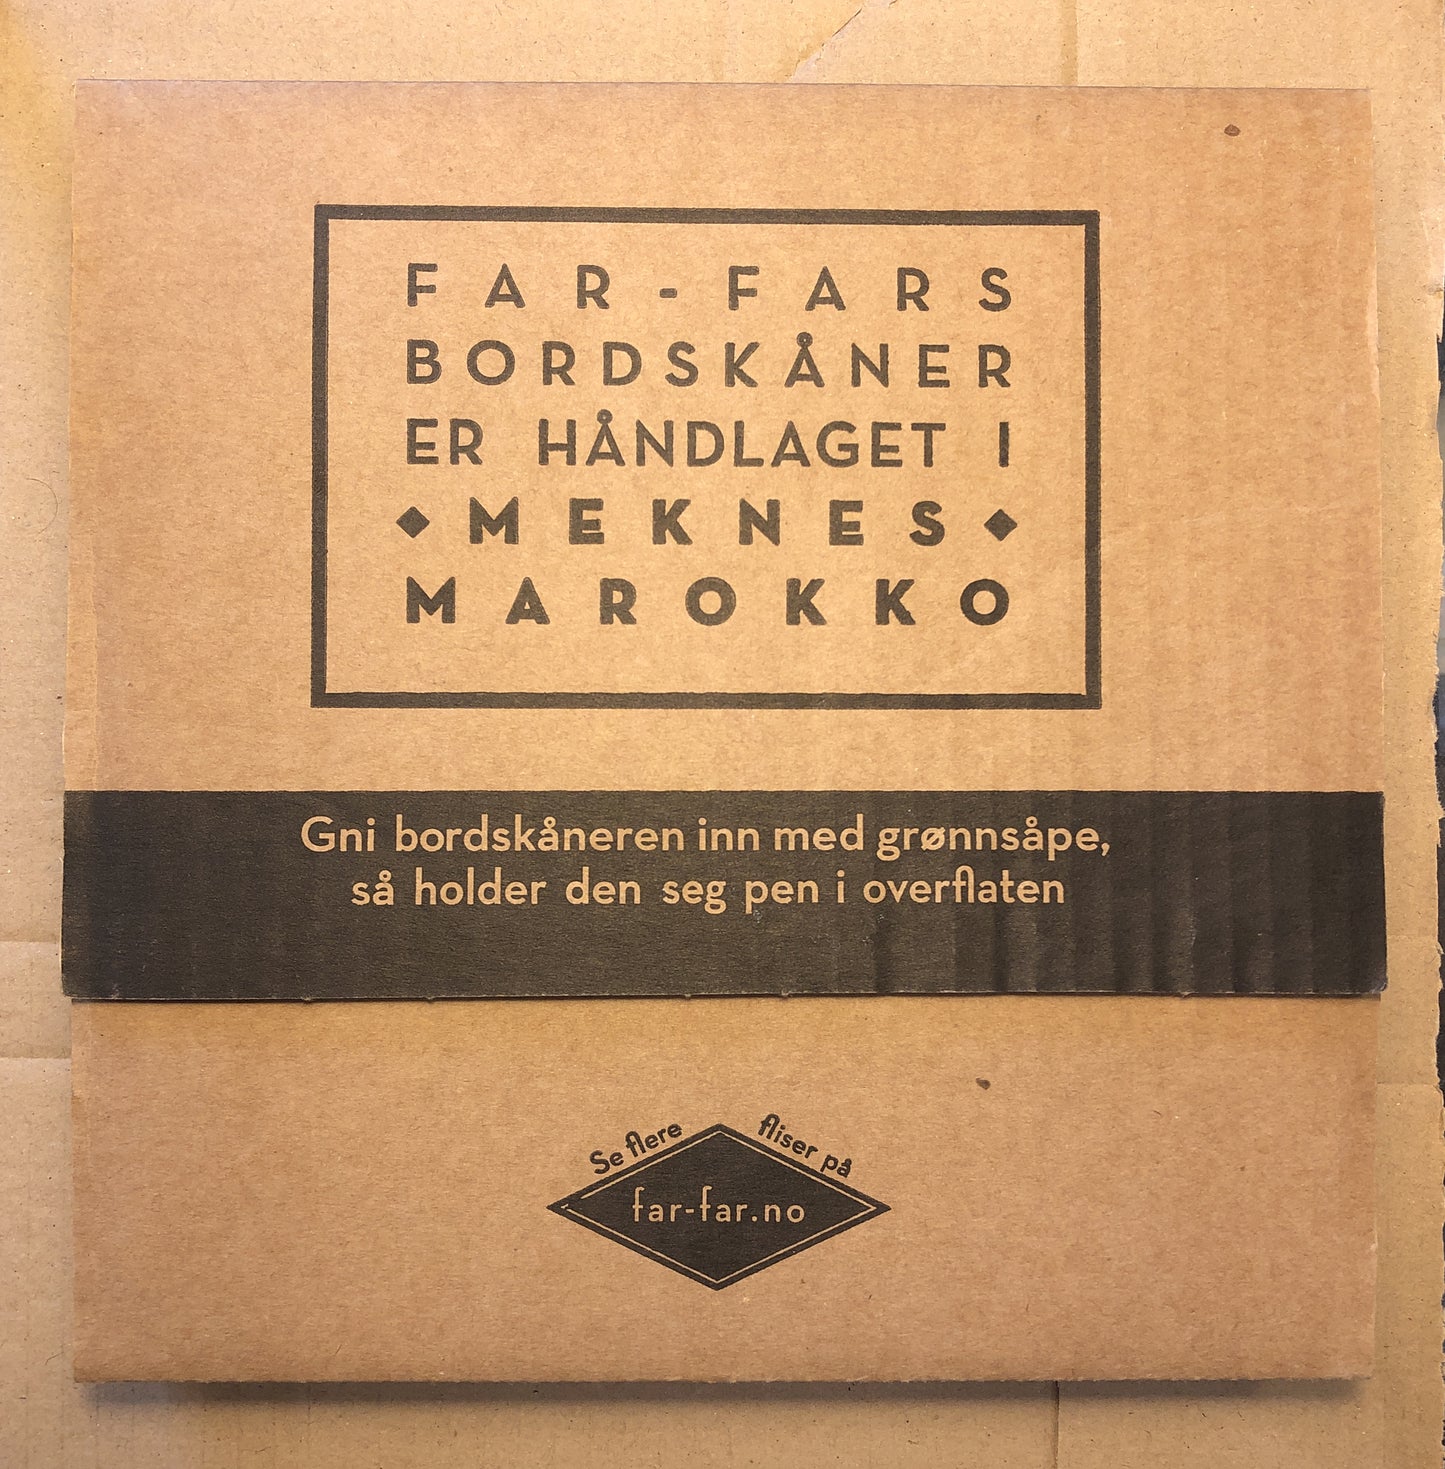 FAR-FARS
BORDSKÅNER
ER HÅNDLAGET I
◆MEKNES◆
MAROKKO
Gni bordskåneren inn med grønnsåpe,
så holder den seg pen i overflaten
Se flere fliser på
far-far.no